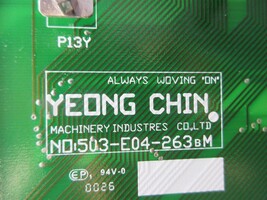 P13Y
ALWAYS WOVING "ON"
YEONG CHIN
MACHINERY INDUSTRES CO.,LTD
NO:503-E04-263BM
94V-0
0026